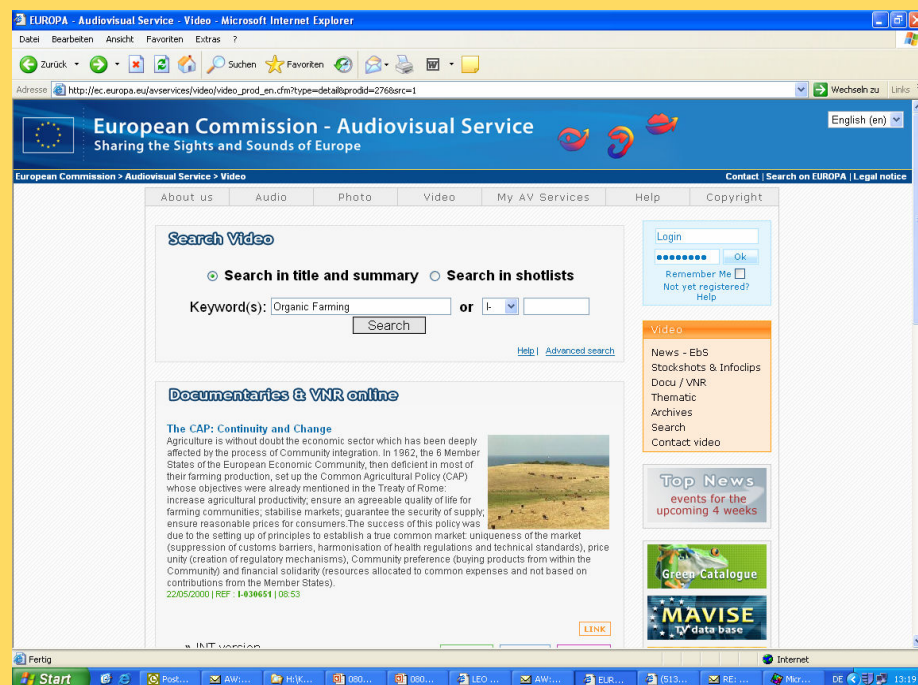 EUROPA - Audiovisual Service - Video - Microsoft Internet Explorer
Datei Bearbeiten Ansicht Favoriten Extras ?
Zurück Suchen Favoriten
Adresse http://ec.europa.eu/avservices/video/video_prod_en.cfm?type=detail&prodid=276&src=1 Wechseln zu Links
European Commission - Audiovisual Service
Sharing the Sights and Sounds of Europe
English (en)
European Commission > Audiovisual Service > Video Contact | Search on EUROPA | Legal notice
About us Audio Photo Video My AV Services Help Copyright
Search Video
Search in title and summary Search in shotlists
Keyword(s): Organic Farming or I-
Search
Help | Advanced search
Documentaries & VNR online
The CAP: Continuity and Change
Agriculture is without doubt the economic sector which has been deeply
affected by the process of Community integration. In 1962, the 6 Member
States of the European Economic Community, then deficient in most of
their farming production, set up the Common Agricultural Policy (CAP)
whose objectives were already mentioned in the Treaty of Rome:
increase agricultural productivity; ensure an agreeable quality of life for
farming communities; stabilise markets; guarantee the security of supply;
ensure reasonable prices for consumers.The success of this policy was
due to the setting up of principles to establish a true common market: uniqueness of the market
(suppression of customs barriers, harmonisation of health regulations and technical standards), price
unity (creation of regulatory mechanisms), Community preference (buying products from within the
Community) and financial solidarity (resources allocated to common expenses and not based on
contributions from the Member States).
22/05/2000 | REF : I-030651 | 08:53
LINK
» INT version
Login
Ok
Remember Me
Not yet registered?
Help
Video
News - EbS
Stockshots & Infoclips
Docu / VNR
Thematic
Archives
Search
Contact video
Top News
events for the
upcoming 4 weeks
Green Catalogue
MAVISE
TV data base
Fertig Internet
Start Post... AW:... H:\K... 080... 080... LEO ... AW:... EUR... (513... RE: ... Micr... DE 13:19